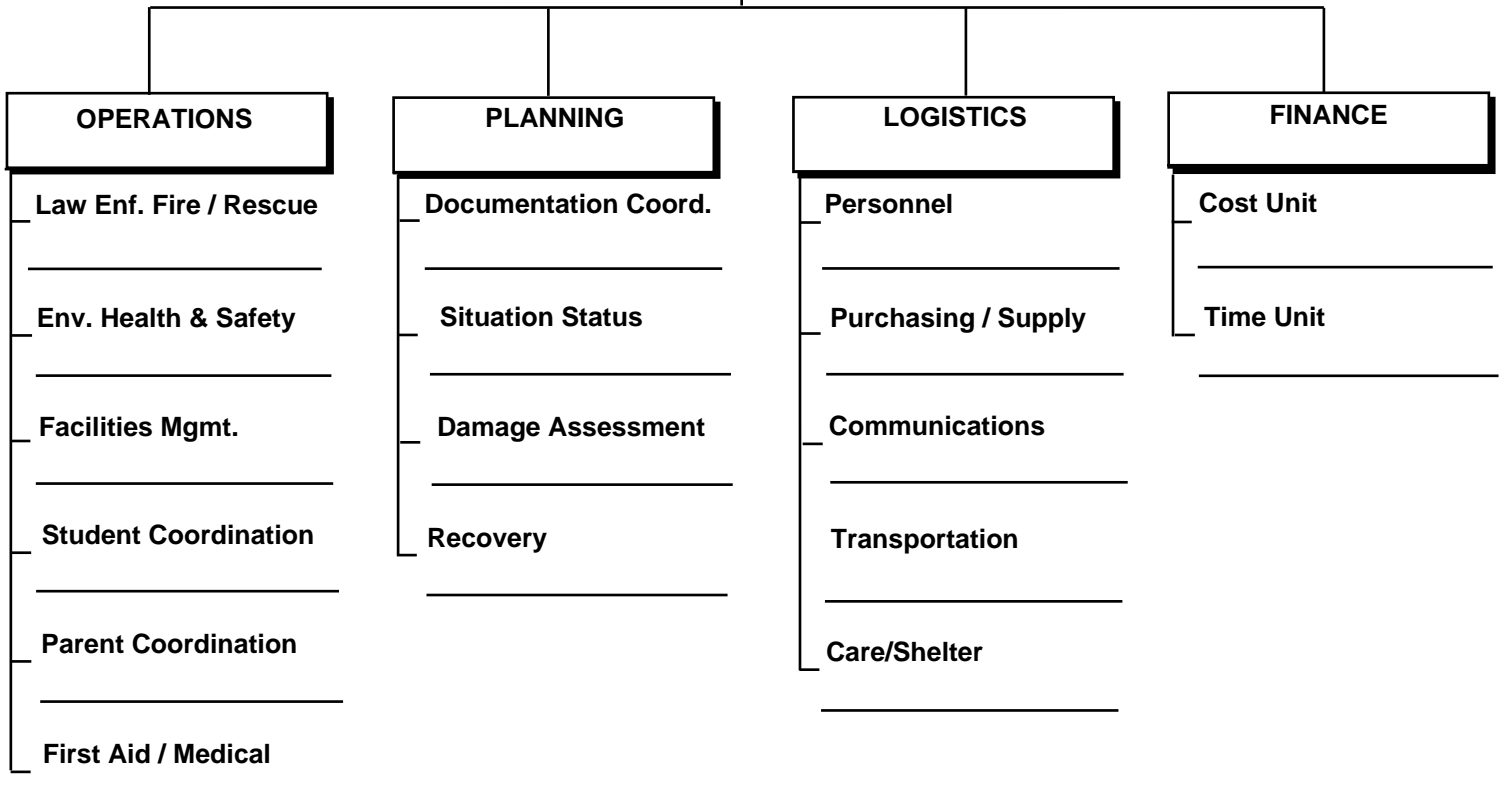 OPERATIONS
Law Enf. Fire / Rescue
Env. Health & Safety
Facilities Mgmt.
Student Coordination
Parent Coordination
First Aid / Medical
PLANNING
Documentation Coord.
Situation Status
Damage Assessment
Recovery
LOGISTICS
Personnel
Purchasing / Supply
Communications
Transportation
Care/Shelter
FINANCE
Cost Unit
Time Unit